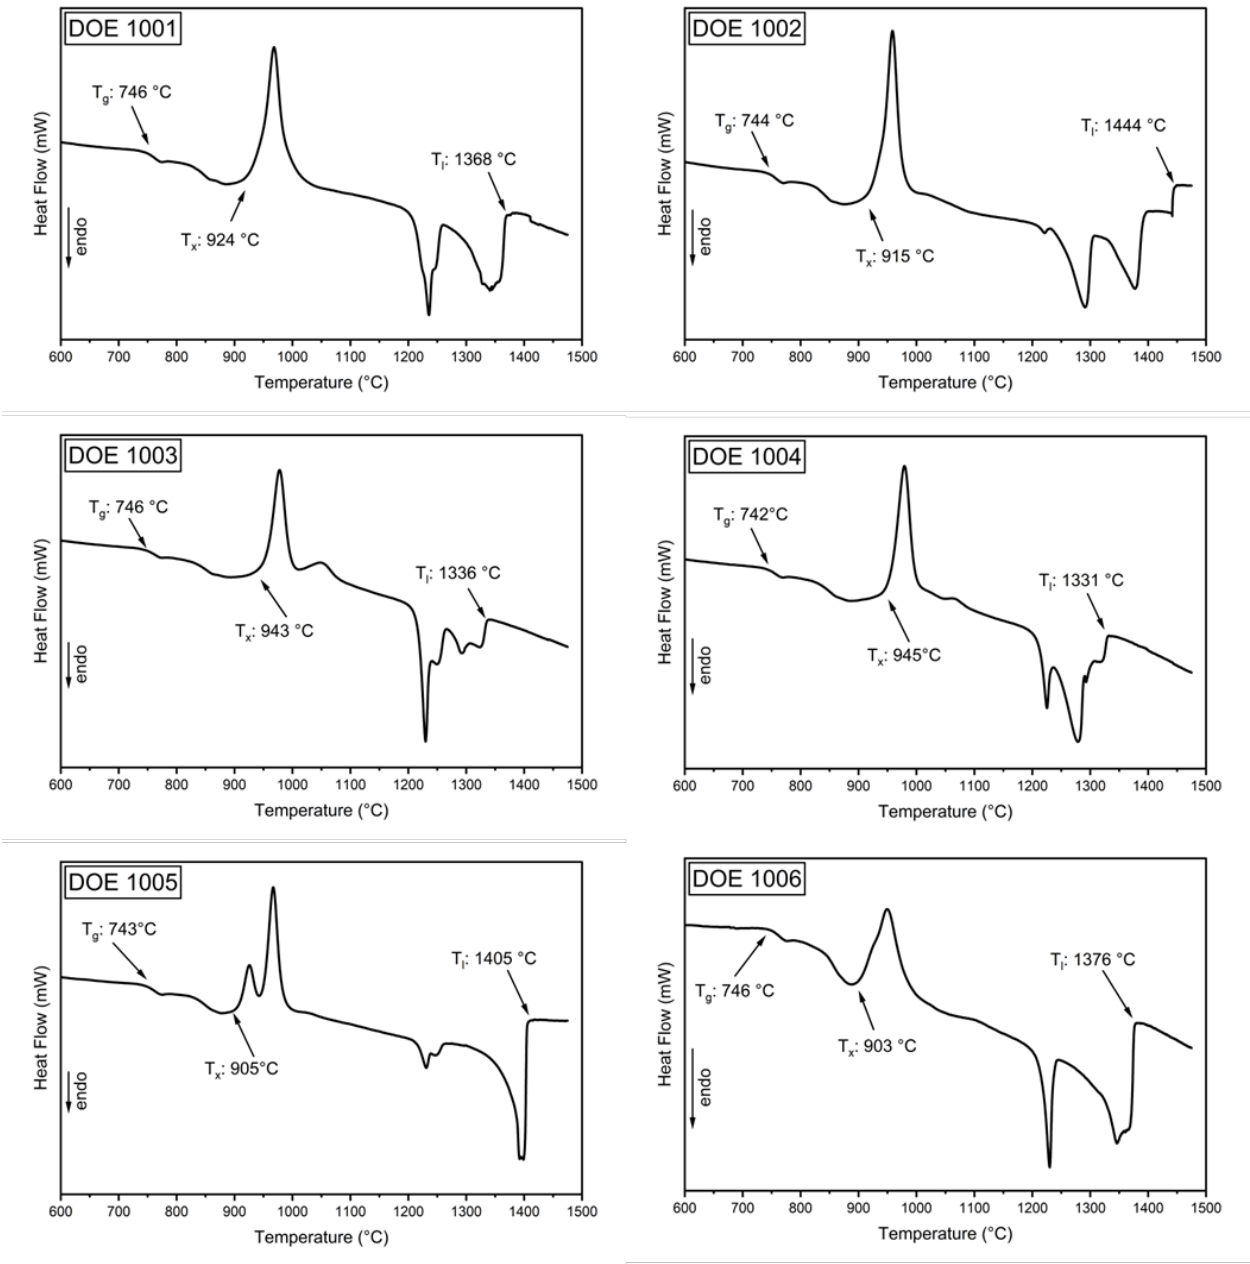 DOE 1001
Tg: 746 °C
Tl: 1368 °C
Tx: 924 °C
Heat Flow (mW)
endo
600 700 800 900 1000 1100 1200 1300 1400 1500
Temperature (°C)
DOE 1002
Tg: 744 °C
Tl: 1444 °C
Tx: 915 °C
Heat Flow (mW)
endo
600 700 800 900 1000 1100 1200 1300 1400 1500
Temperature (°C)
DOE 1003
Tg: 746 °C
Tl: 1336 °C
Tx: 943 °C
Heat Flow (mW)
endo
600 700 800 900 1000 1100 1200 1300 1400 1500
Temperature (°C)
DOE 1004
Tg: 742°C
Tl: 1331 °C
Tx: 945°C
Heat Flow (mW)
endo
600 700 800 900 1000 1100 1200 1300 1400 1500
Temperature (°C)
DOE 1005
Tg: 743°C
Tl: 1405 °C
Tx: 905°C
Heat Flow (mW)
endo
600 700 800 900 1000 1100 1200 1300 1400 1500
Temperature (°C)
DOE 1006
Tl: 1376 °C
Tg: 746 °C
Tx: 903 °C
Heat Flow (mW)
endo
600 700 800 900 1000 1100 1200 1300 1400 1500
Temperature (°C)